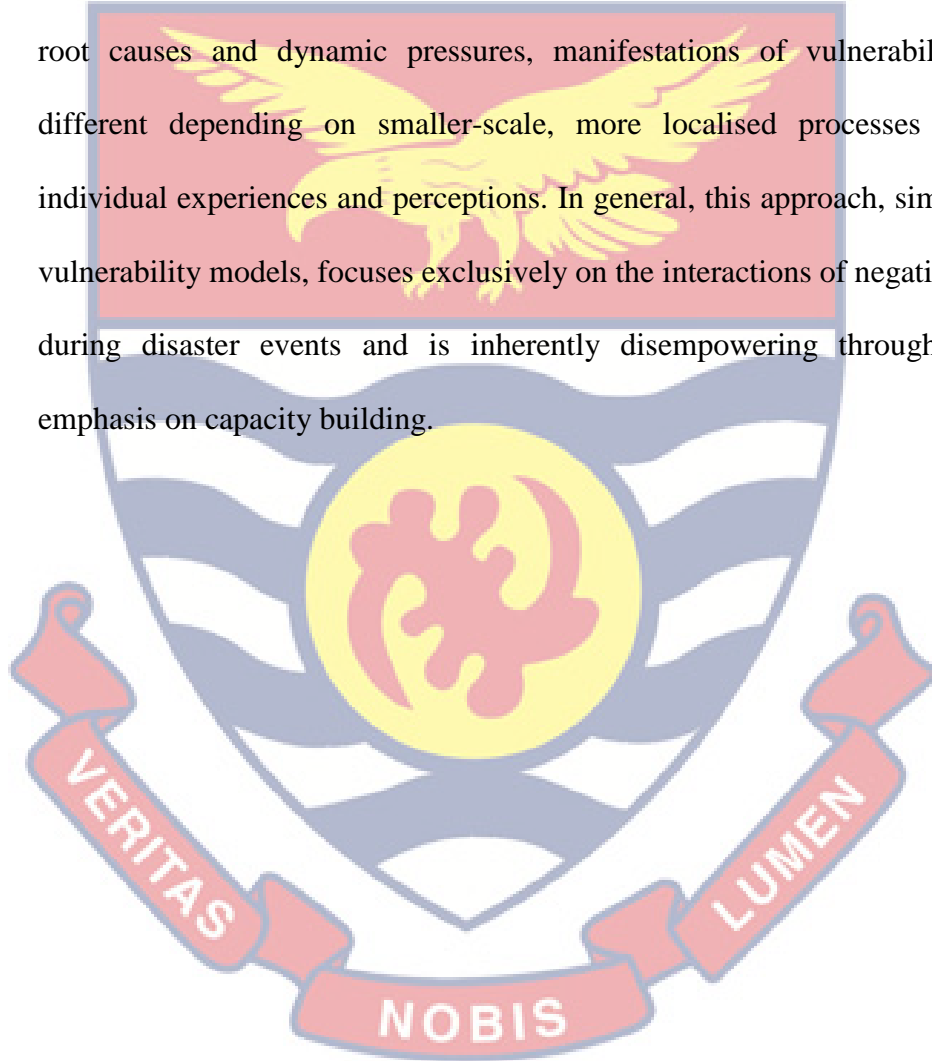 root causes and dynamic pressures, manifestations of vulnerabil
different depending on smaller-scale, more localised processes
individual experiences and perceptions. In general, this approach, sim
vulnerability models, focuses exclusively on the interactions of negati
during disaster events and is inherently disempowering through
emphasis on capacity building.
VERITAS
NOBIS
LUMEN